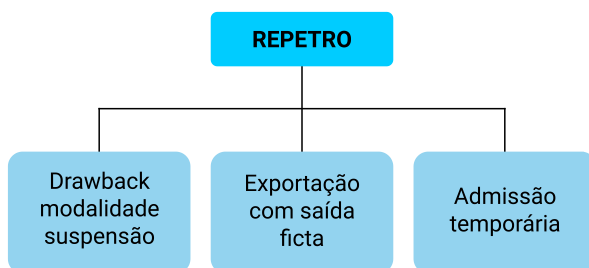 REPETRO
Drawback
modalidade
suspensão
Exportação
com saída
ficta
Admissão
temporária